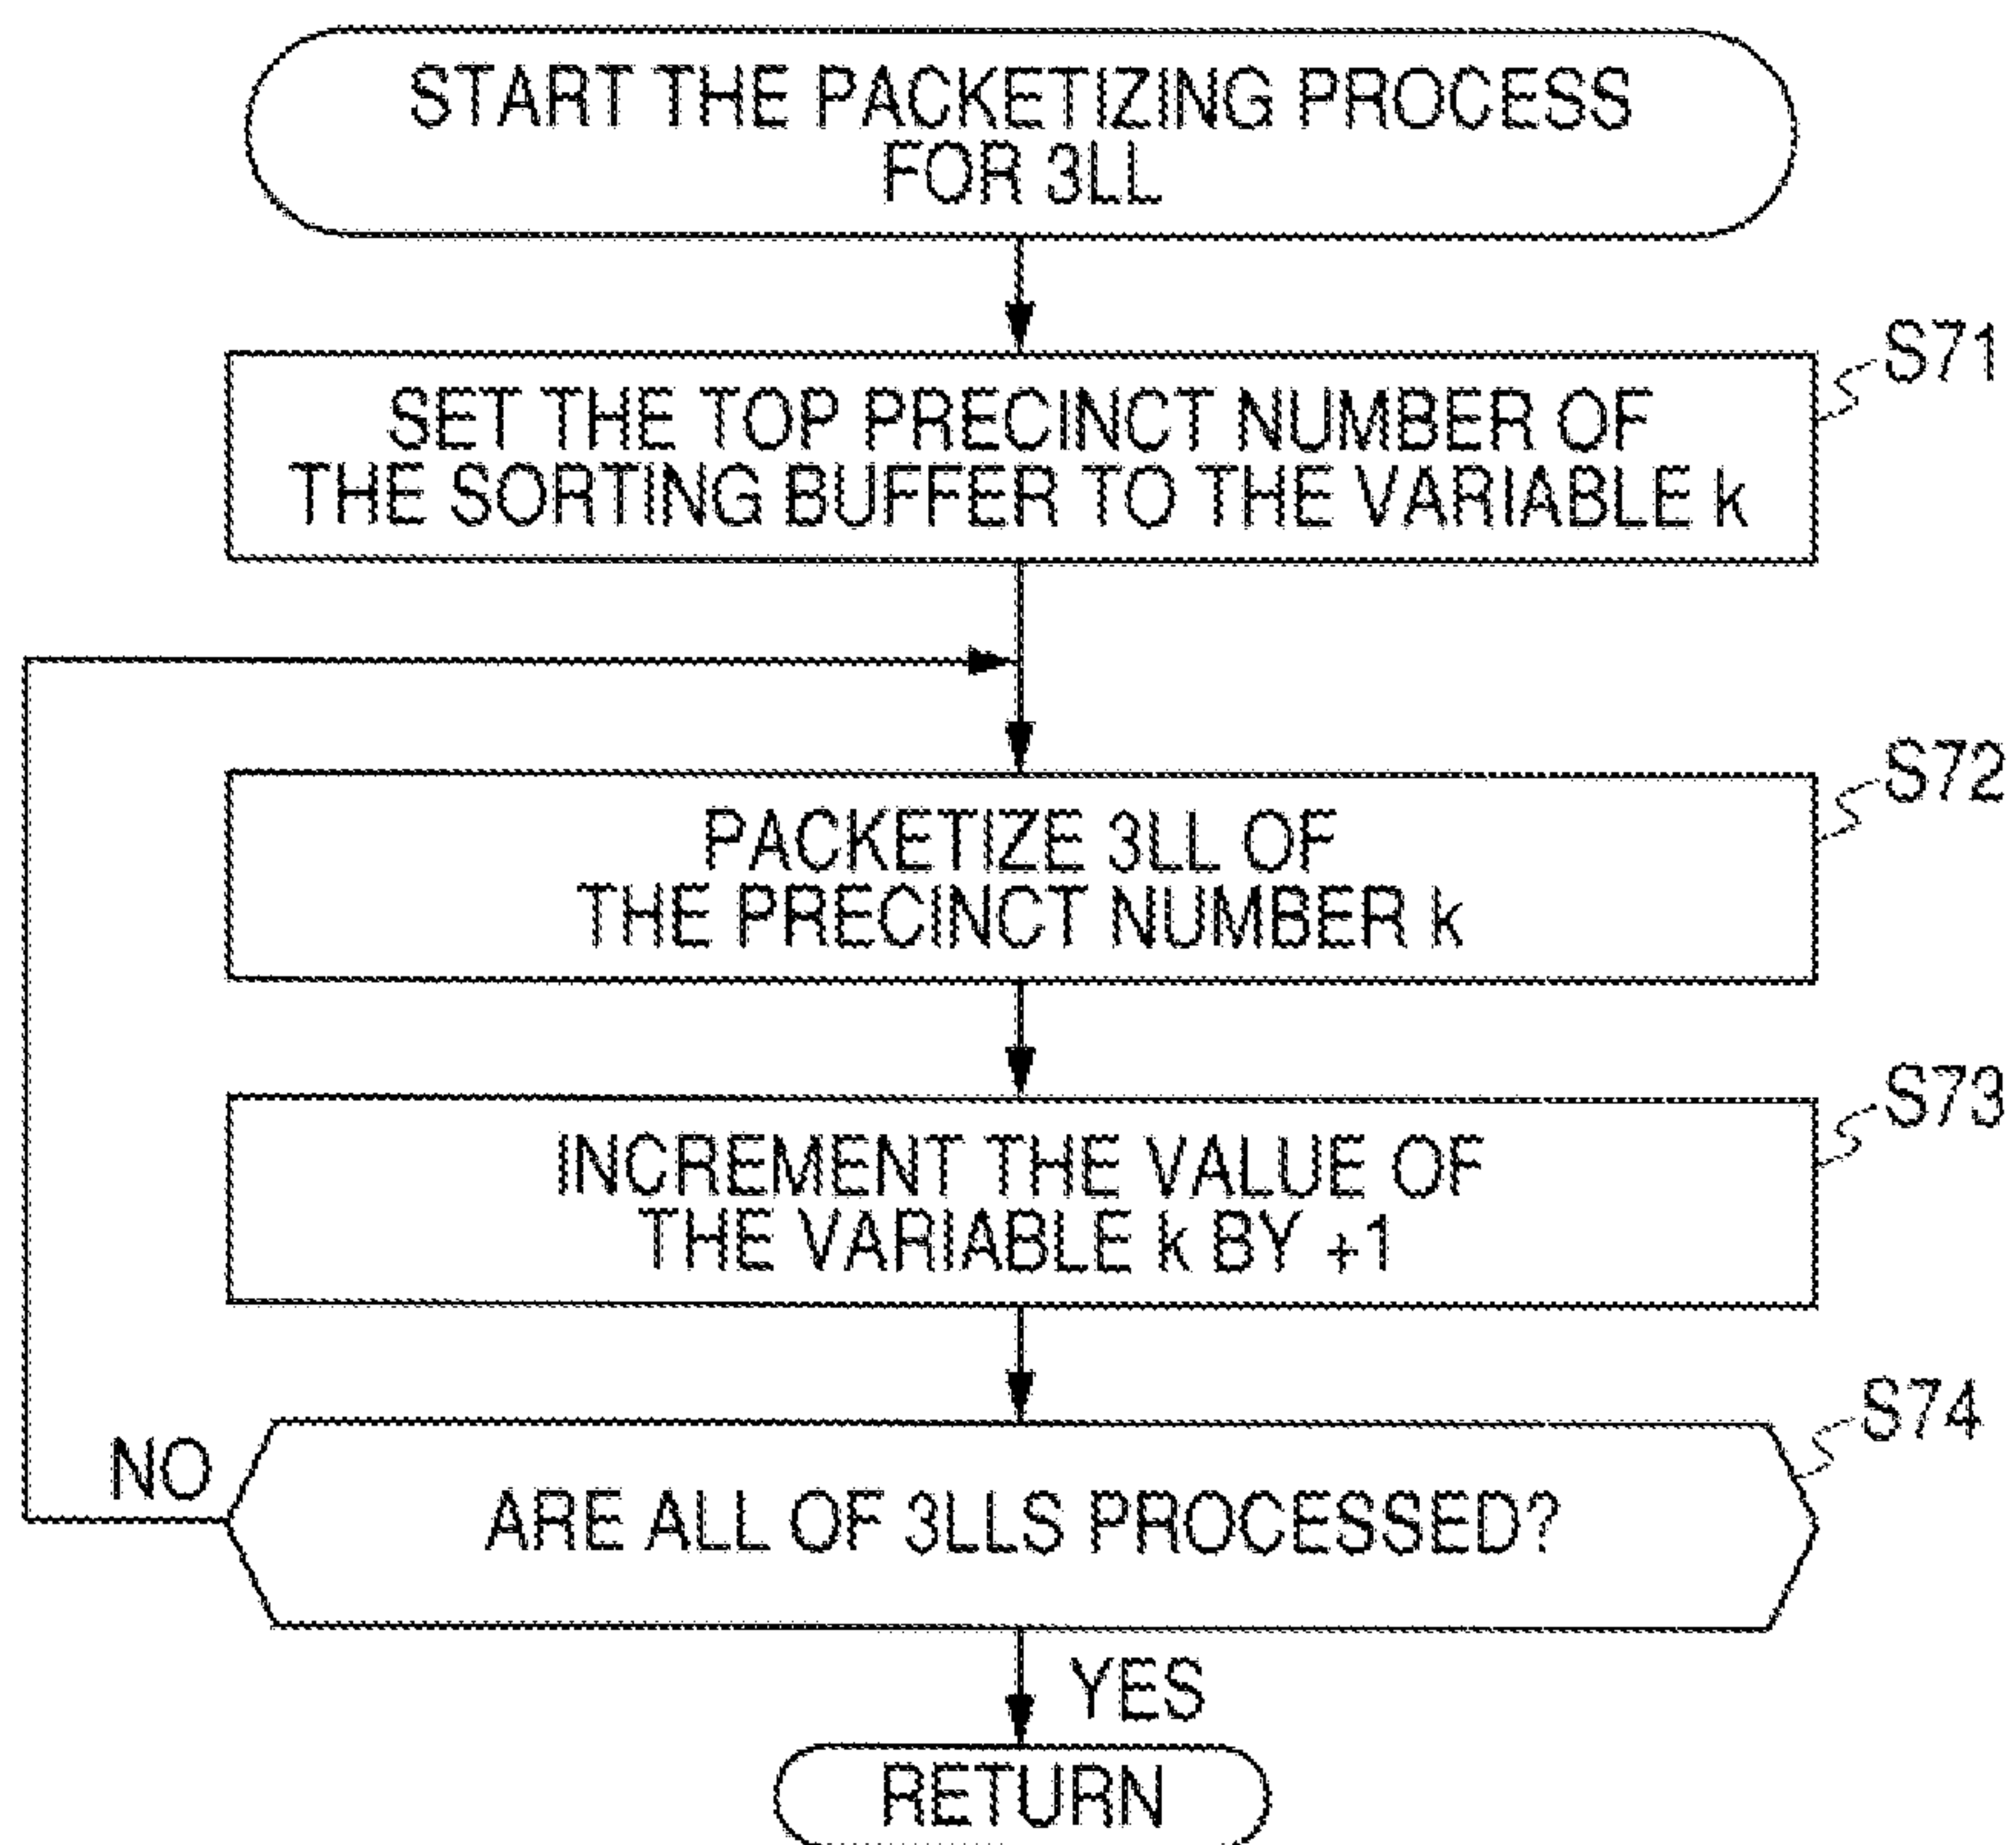 START THE PACKETIZING PROCESS
FOR 3LL
S71
SET THE TOP PRECINCT NUMBER OF
THE SORTING BUFFER TO THE VARIABLE k
S72
PACKETIZE 3LL OF
THE PRECINCT NUMBER k
S73
INCREMENT THE VALUE OF
THE VARIABLE k BY +1
S74
NO
ARE ALL OF 3LLS PROCESSED?
YES
RETURN